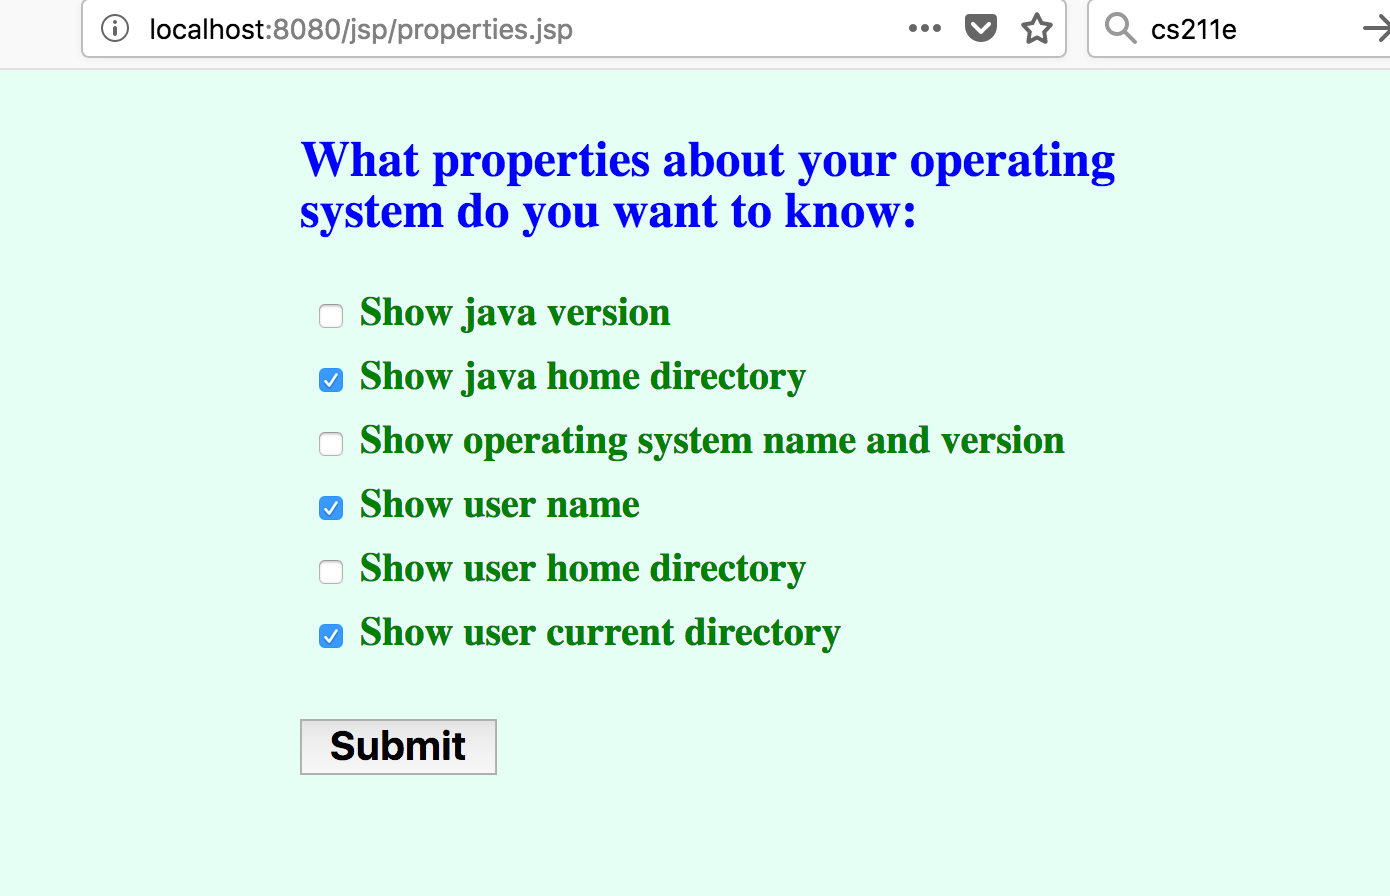 localhost:8080/jsp/properties.jsp
cs211e
What properties about your operating
system do you want to know:
Show java version
Show java home directory
Show operating system name and version
Show user name
Show user home directory
Show user current directory
Submit